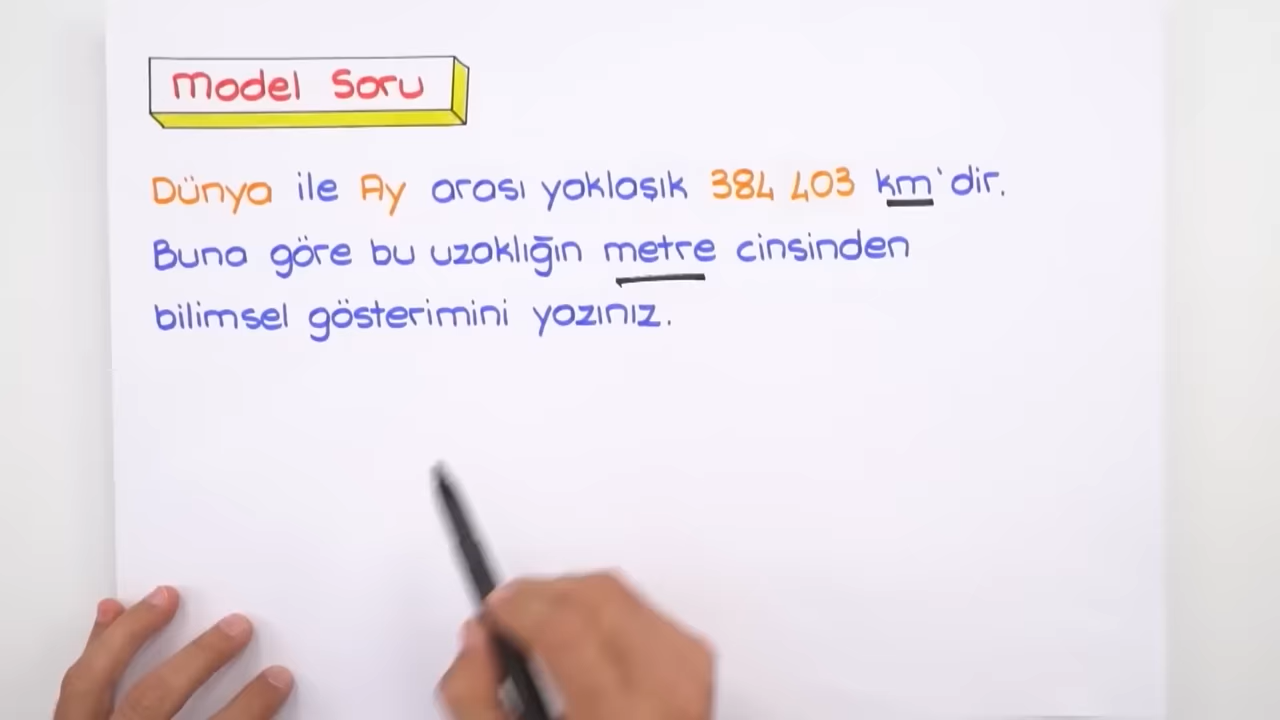 Model Soru
Dünya ile Ay arası yaklaşık 384 403 km'dir.
Buna göre bu uzaklığın metre cinsinden
bilimsel gösterimini yazınız.